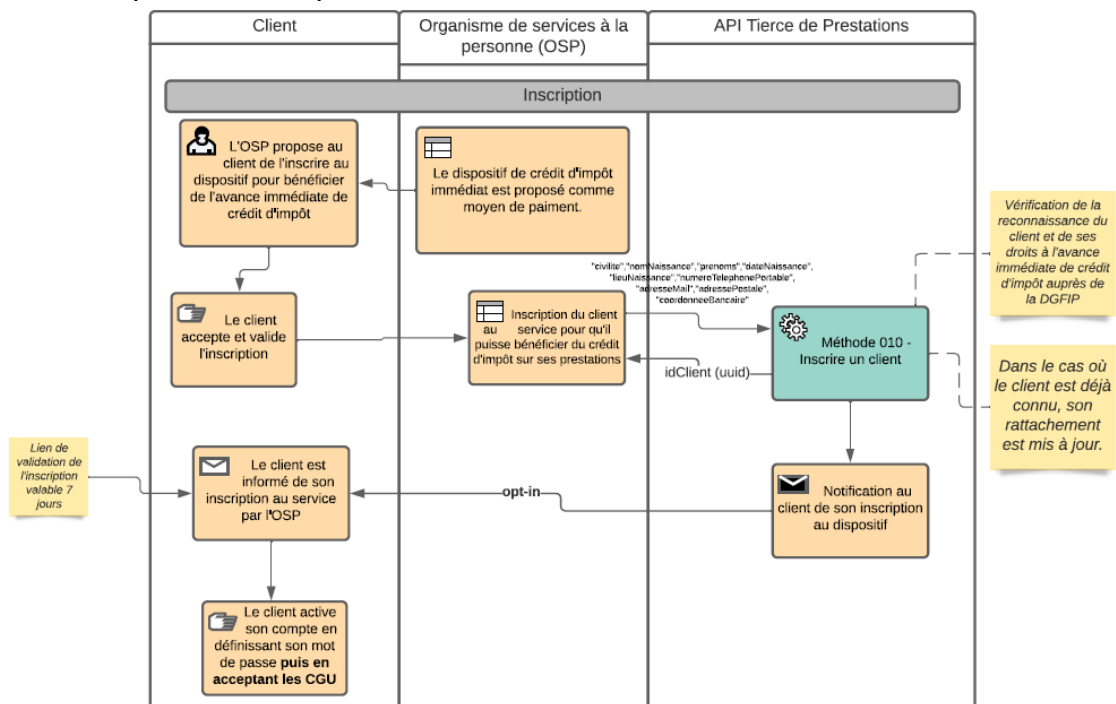 Client
Organisme de services à la
personne (OSP)
API Tierce de Prestations
Inscription
L'OSP propose au
client de l'inscrire au
dispositif pour bénéficier
de l'avance immédiate de
crédit d'impôt
Le dispositif de crédit d'impôt
immédiat est proposé comme
moyen de paiment.
Vérification de la
reconnaissance du
client et de ses
droits à l'avance
immédiate de crédit
d'impôt auprès de
la DGFIP
"civilite","nomNaissance","prenoms","dateNaissance",
"lieuNaissance","numeroTelephonePortable",
"adresseMail","adressePostale",
"coordonneeBancaire"
Le client
accepte et valide
l'inscription
Inscription du client
au service pour qu'il
puisse bénéficier du crédit
d'impôt sur ses prestations
Méthode 010 -
Inscrire un client
idClient (uuid)
Dans le cas où
le client est déjà
connu, son
rattachement
est mis à jour.
Lien de
validation de
l'inscription
valable 7
jours
Le client est
informé de son
inscription au service
par l'OSP
opt-in
Notification au
client de son inscription
au dispositif
Le client active
son compte en
définissant son mot
de passe puis en
acceptant les CGU